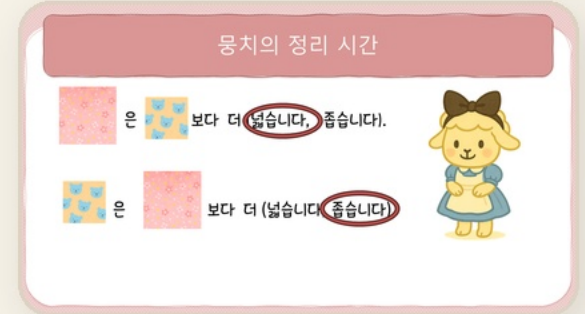 뭉치의 정리 시간
은 보다 더 (넓습니다, 좁습니다).
은 보다 더 (넓습니다 좁습니다)